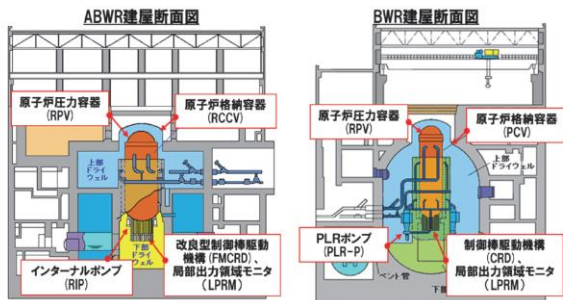 ABWR建屋断面図
原子炉圧力容器
(RPV)
原子炉格納容器
(RCCV)
上部
ドライ
ウェル
下部
ドライ
ウェル
インターナルポンプ
(RIP)
改良型制御棒駆動
機構(FMCRD)、
局部出力領域モニタ
(LPRM)
BWR建屋断面図
原子炉圧力容器
(RPV)
原子炉格納容器
(PCV)
上部
ドライウェル
PLRポンプ
(PLR-P)
ベント管
制御棒駆動機構
(CRD)、
局部出力領域モニタ
(LPRM)